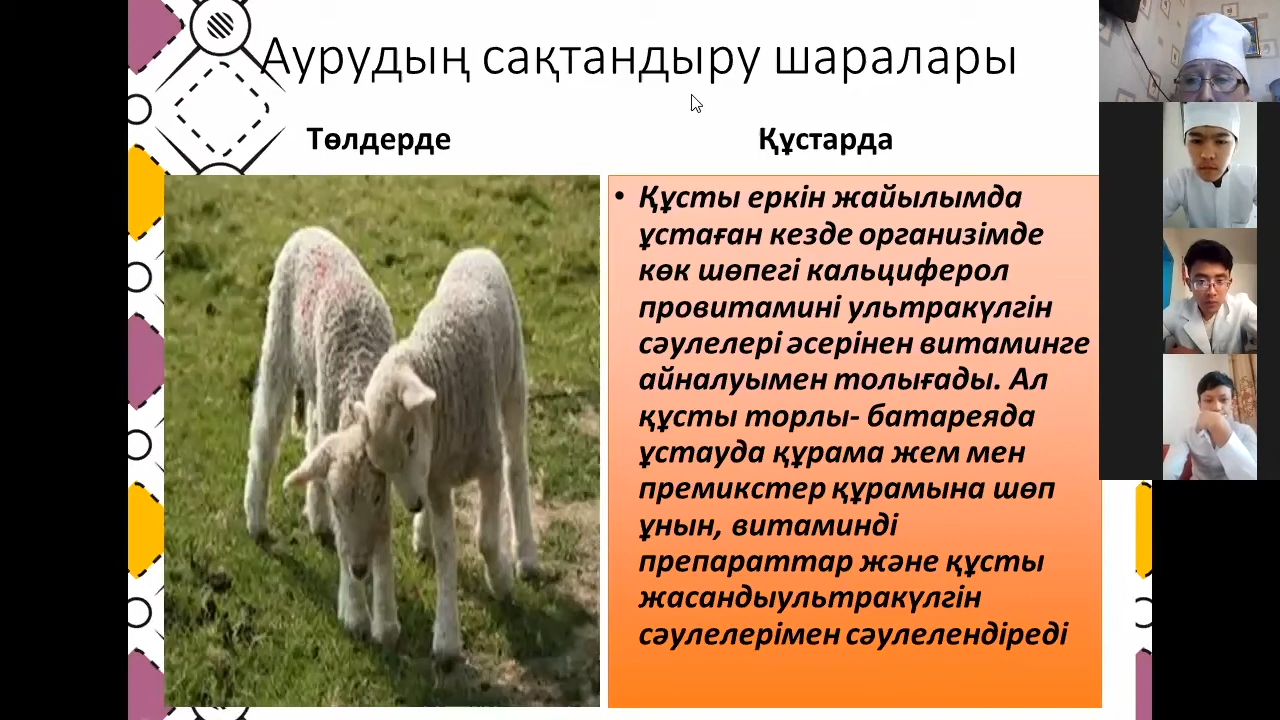 Аурудың сақтандыру шаралары
Төлдерде
Құстарда
• Құсты еркін жайылымда
ұстаған кезде организімде
көк шөпегі кальциферол
провитамині ультракүлгін
сәулелері әсерінен витаминге
айналуымен толығады. Ал
құсты торлы- батареяда
ұстауда құрама жем мен
премикстер құрамына шөп
ұнын, витаминді
препараттар және құсты
жасандыультракүлгін
сәулелерімен сәулелендіреді